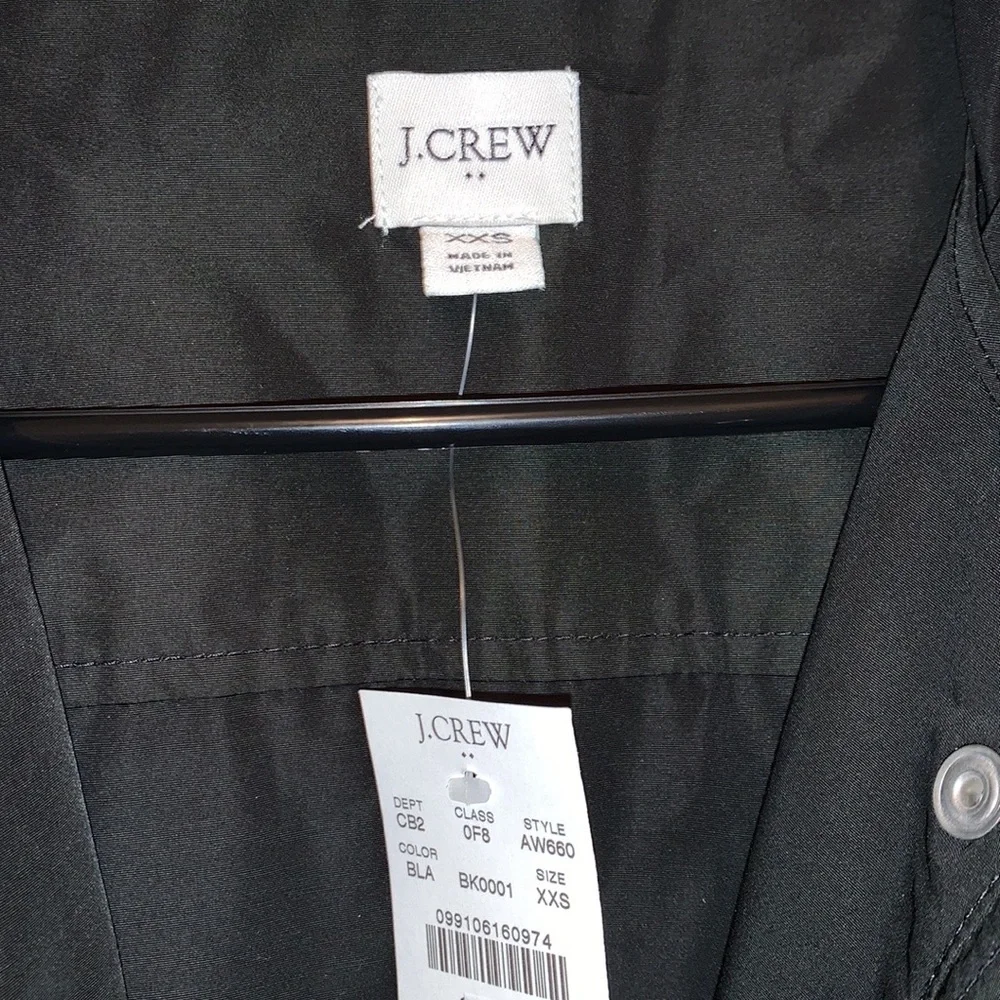 J.CREW
XXS
MADE IN
VIETNAM
J.CREW
DEPT CLASS STYLE
CB2 0F8 AW660
COLOR SIZE
BLA BK0001 XXS
099106160974